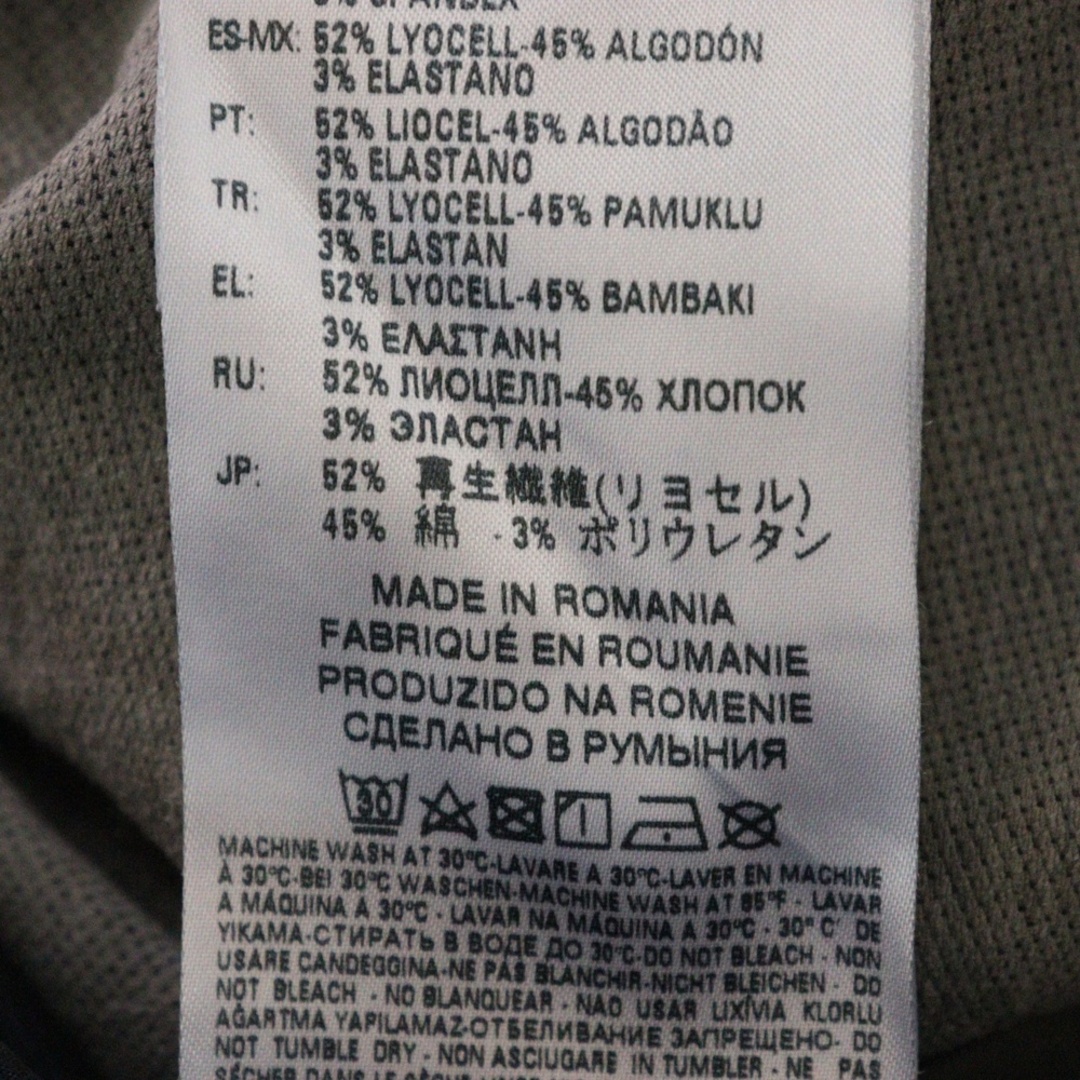 3% SPANDEX
ES-MX: 52% LYOCELL-45% ALGODÓN
3% ELASTANO
PT: 52% LIOCEL-45% ALGODÃO
3% ELASTANO
TR: 52% LYOCELL-45% PAMUKLU
3% ELASTAN
EL: 52% LYOCELL-45% BAMBAKI
3% ΕΛΑΣΤΑΝΗ
RU: 52% ЛИОЦЕЛЛ-45% ХЛОПОК
3% ЭЛАСТАН
JP: 52% 再生繊維(リヨセル)
45% 綿 - 3% ポリウレタン
MADE IN ROMANIA
FABRIQUÉ EN ROUMANIE
PRODUZIDO NA ROMENIE
СДЕЛАНО В РУМЫНИЯ
30
MACHINE WASH AT 30°C-LAVARE A 30°C-LAVER EN MACHINE
À 30°C-BEI 30°C WASCHEN-MACHINE WASH AT 85°F - LAVAR
A MÁQUINA A 30°C - LAVAR NA MÁQUINA A 30°C - 30° C' DE
YIKAMA-СТИРАТЬ В ВОДЕ ДО 30°C-DO NOT BLEACH - NON
USARE CANDEGGINA-NE PAS BLANCHIR-NICHT BLEICHEN - DO
NOT BLEACH - NO BLANQUEAR - NAO USAR LIXÍVIA KLORLU
AĞARTMA YAPILAMAZ-ОТБЕЛИВАНИЕ ЗАПРЕЩЕНО- DO
NOT TUMBLE DRY - NON ASCIUGARE IN TUMBLER - NE PAS
SÉCHER DANS LE